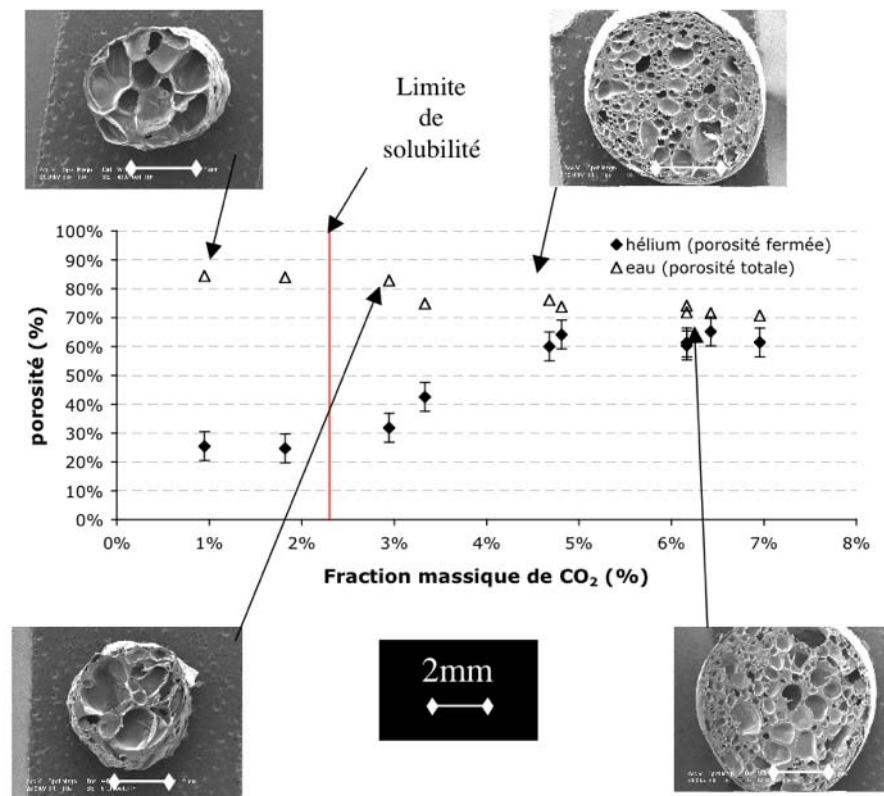 Limite
de
solubilité
100%
90%
80%
70%
60%
50%
40%
30%
20%
10%
0%
porosité (%)
hélium (porosité fermée)
eau (porosité totale)
0%
1%
2%
3%
4%
5%
6%
7%
8%
Fraction massique de CO₂ (%)
2mm